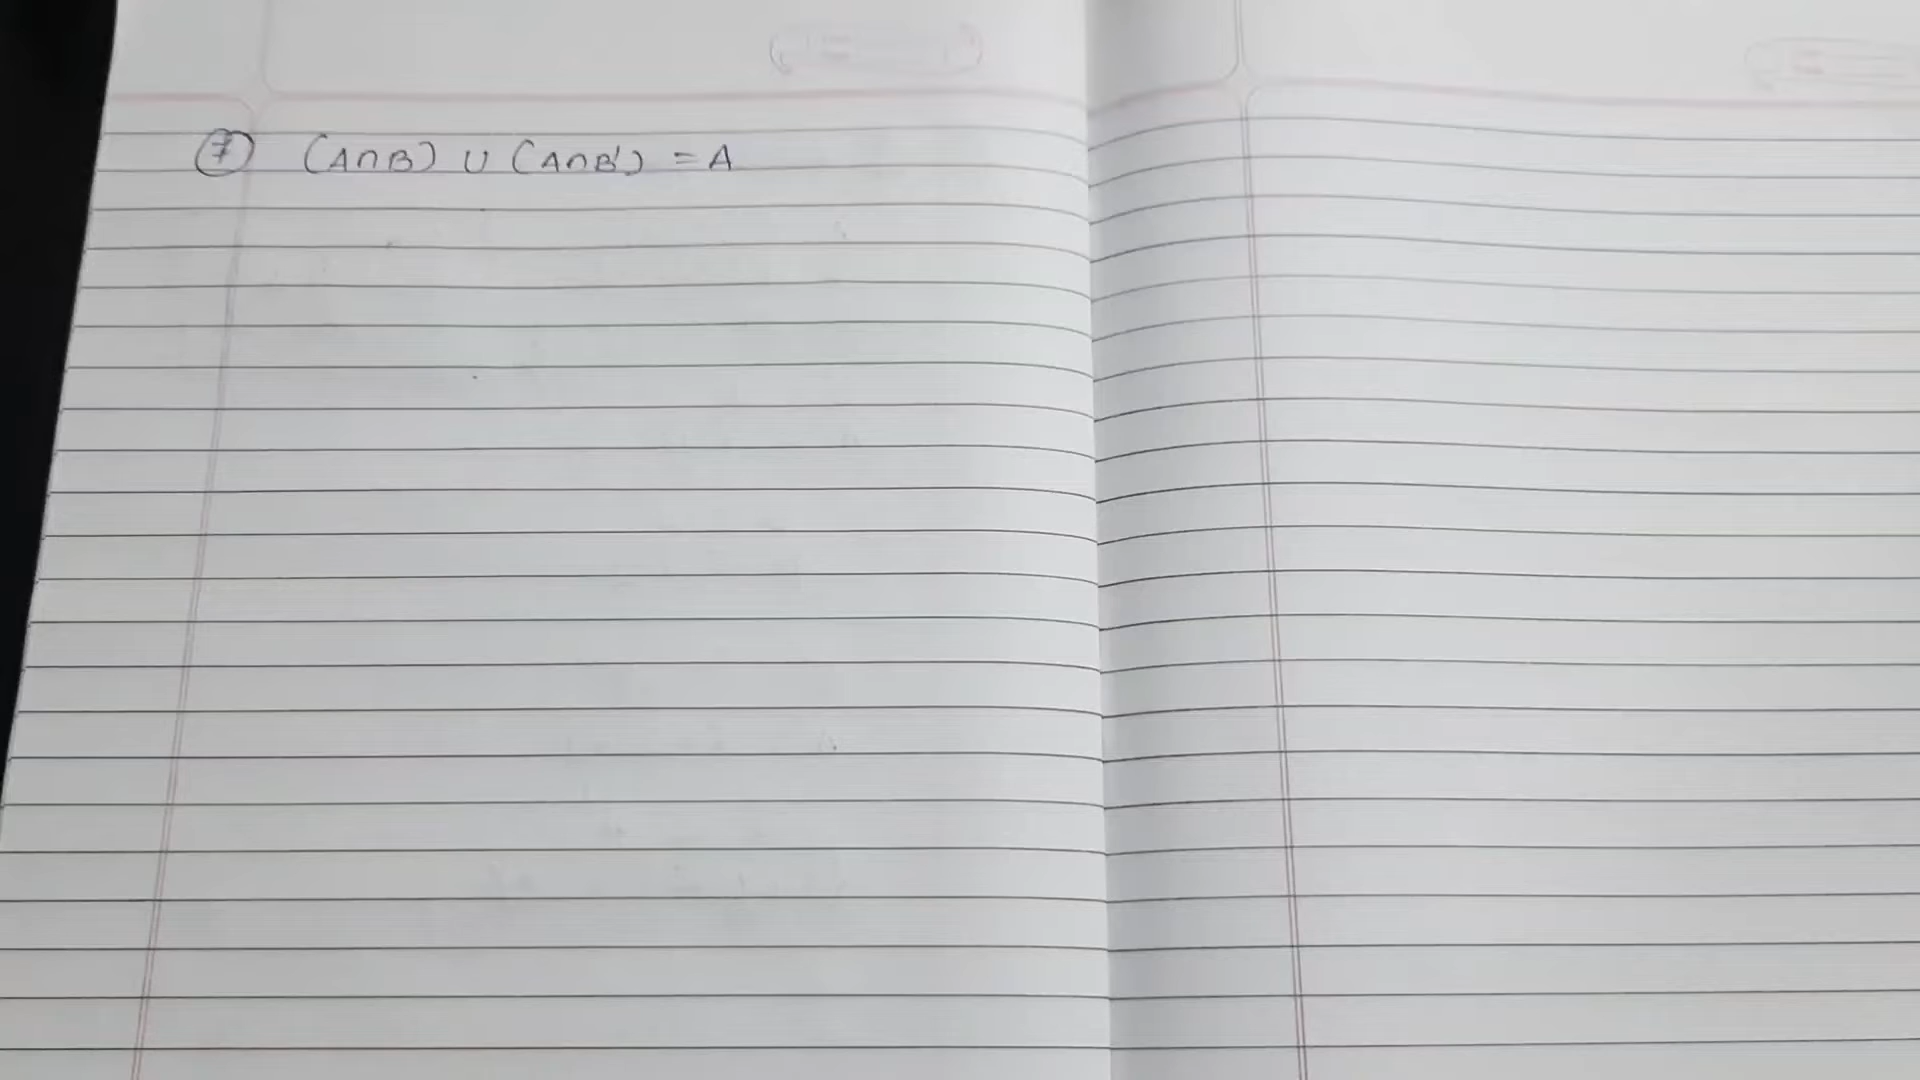 ⑦ (A∩B) ∪ (A∩B') = A